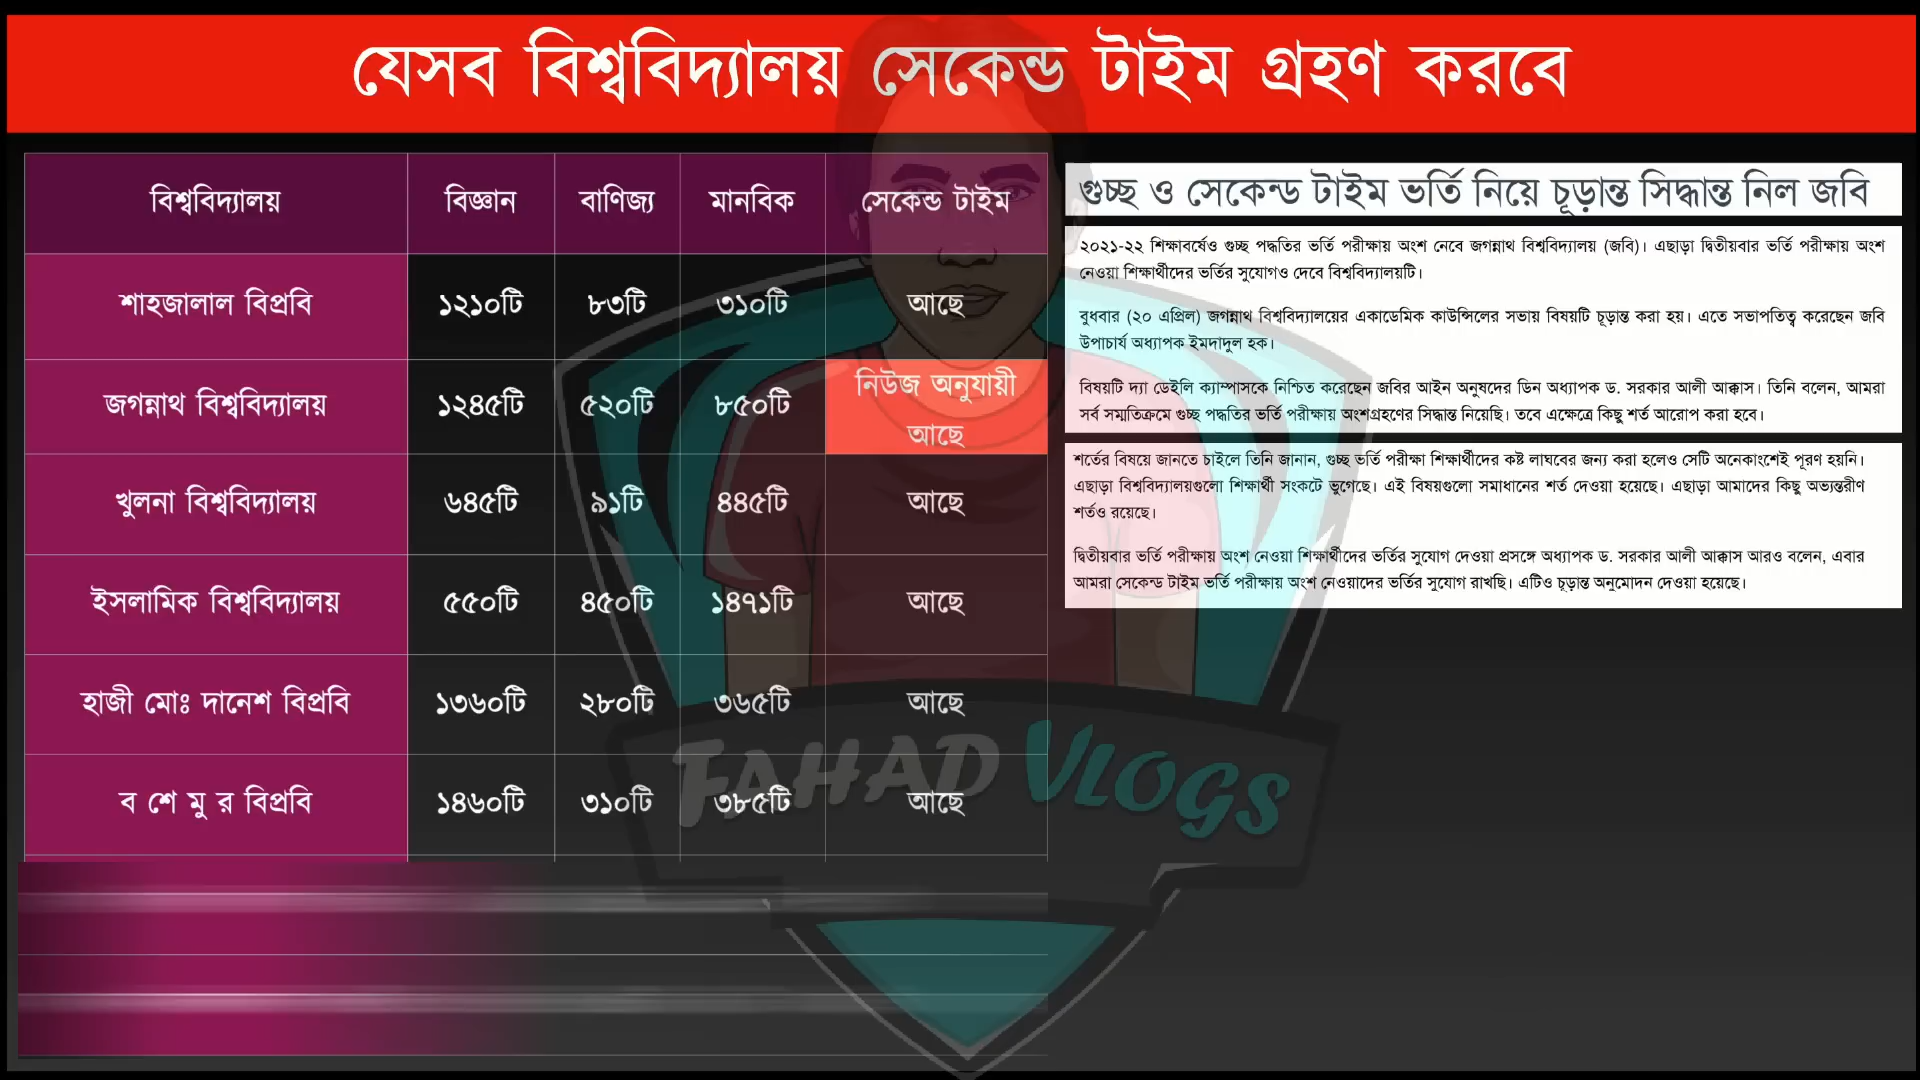 যেসব বিশ্ববিদ্যালয় সেকেন্ড টাইম গ্রহণ করবে
বিশ্ববিদ্যালয় বিজ্ঞান বাণিজ্য মানবিক সেকেন্ড টাইম
শাহজালাল বিপ্রবি ১২১০টি ৮৩টি ৩১০টি আছে
জগন্নাথ বিশ্ববিদ্যালয় ১২৪৫টি ৫২০টি ৮৫০টি নিউজ অনুযায়ী
আছে
খুলনা বিশ্ববিদ্যালয় ৬৪৫টি ৯১টি ৪৪৫টি আছে
ইসলামিক বিশ্ববিদ্যালয় ৫৫০টি ৪৫০টি ১৪৭১টি আছে
হাজী মোঃ দানেশ বিপ্রবি ১৩৬০টি ২৮০টি ৩৬৫টি আছে
ব শে মু র বিপ্রবি ১৪৬০টি ৩১০টি ৩৮৫টি আছে
গুচ্ছ ও সেকেন্ড টাইম ভর্তি নিয়ে চূড়ান্ত সিদ্ধান্ত নিল জবি
২০২১-২২ শিক্ষাবর্ষেও গুচ্ছ পদ্ধতির ভর্তি পরীক্ষায় অংশ নেবে জগন্নাথ বিশ্ববিদ্যালয় (জবি)। এছাড়া দ্বিতীয়বার ভর্তি পরীক্ষায় অংশ
নেওয়া শিক্ষার্থীদের ভর্তির সুযোগও দেবে বিশ্ববিদ্যালয়টি।
বুধবার (২০ এপ্রিল) জগন্নাথ বিশ্ববিদ্যালয়ের একাডেমিক কাউন্সিলের সভায় বিষয়টি চূড়ান্ত করা হয়। এতে সভাপতিত্ব করেছেন জবি
উপাচার্য অধ্যাপক ইমদাদুল হক।
বিষয়টি দ্যা ডেইলি ক্যাম্পাসকে নিশ্চিত করেছেন জবির আইন অনুষদের ডিন অধ্যাপক ড. সরকার আলী আক্কাস। তিনি বলেন, আমরা
সর্ব সম্মতিক্রমে গুচ্ছ পদ্ধতির ভর্তি পরীক্ষায় অংশগ্রহণের সিদ্ধান্ত নিয়েছি। তবে এক্ষেত্রে কিছু শর্ত আরোপ করা হবে।
শর্তের বিষয়ে জানতে চাইলে তিনি জানান, গুচ্ছ ভর্তি পরীক্ষা শিক্ষার্থীদের কষ্ট লাঘবের জন্য করা হলেও সেটি অনেকাংশেই পূরণ হয়নি।
এছাড়া বিশ্ববিদ্যালয়গুলো শিক্ষার্থী সংকটে ভুগেছে। এই বিষয়গুলো সমাধানের শর্ত দেওয়া হয়েছে। এছাড়া আমাদের কিছু অভ্যন্তরীণ
শর্তও রয়েছে।
দ্বিতীয়বার ভর্তি পরীক্ষায় অংশ নেওয়া শিক্ষার্থীদের ভর্তির সুযোগ দেওয়া প্রসঙ্গে অধ্যাপক ড. সরকার আলী আক্কাস আরও বলেন, এবার
আমরা সেকেন্ড টাইম ভর্তি পরীক্ষায় অংশ নেওয়াদের ভর্তির সুযোগ রাখছি। এটিও চূড়ান্ত অনুমোদন দেওয়া হয়েছে।
FAHAD VLOGS